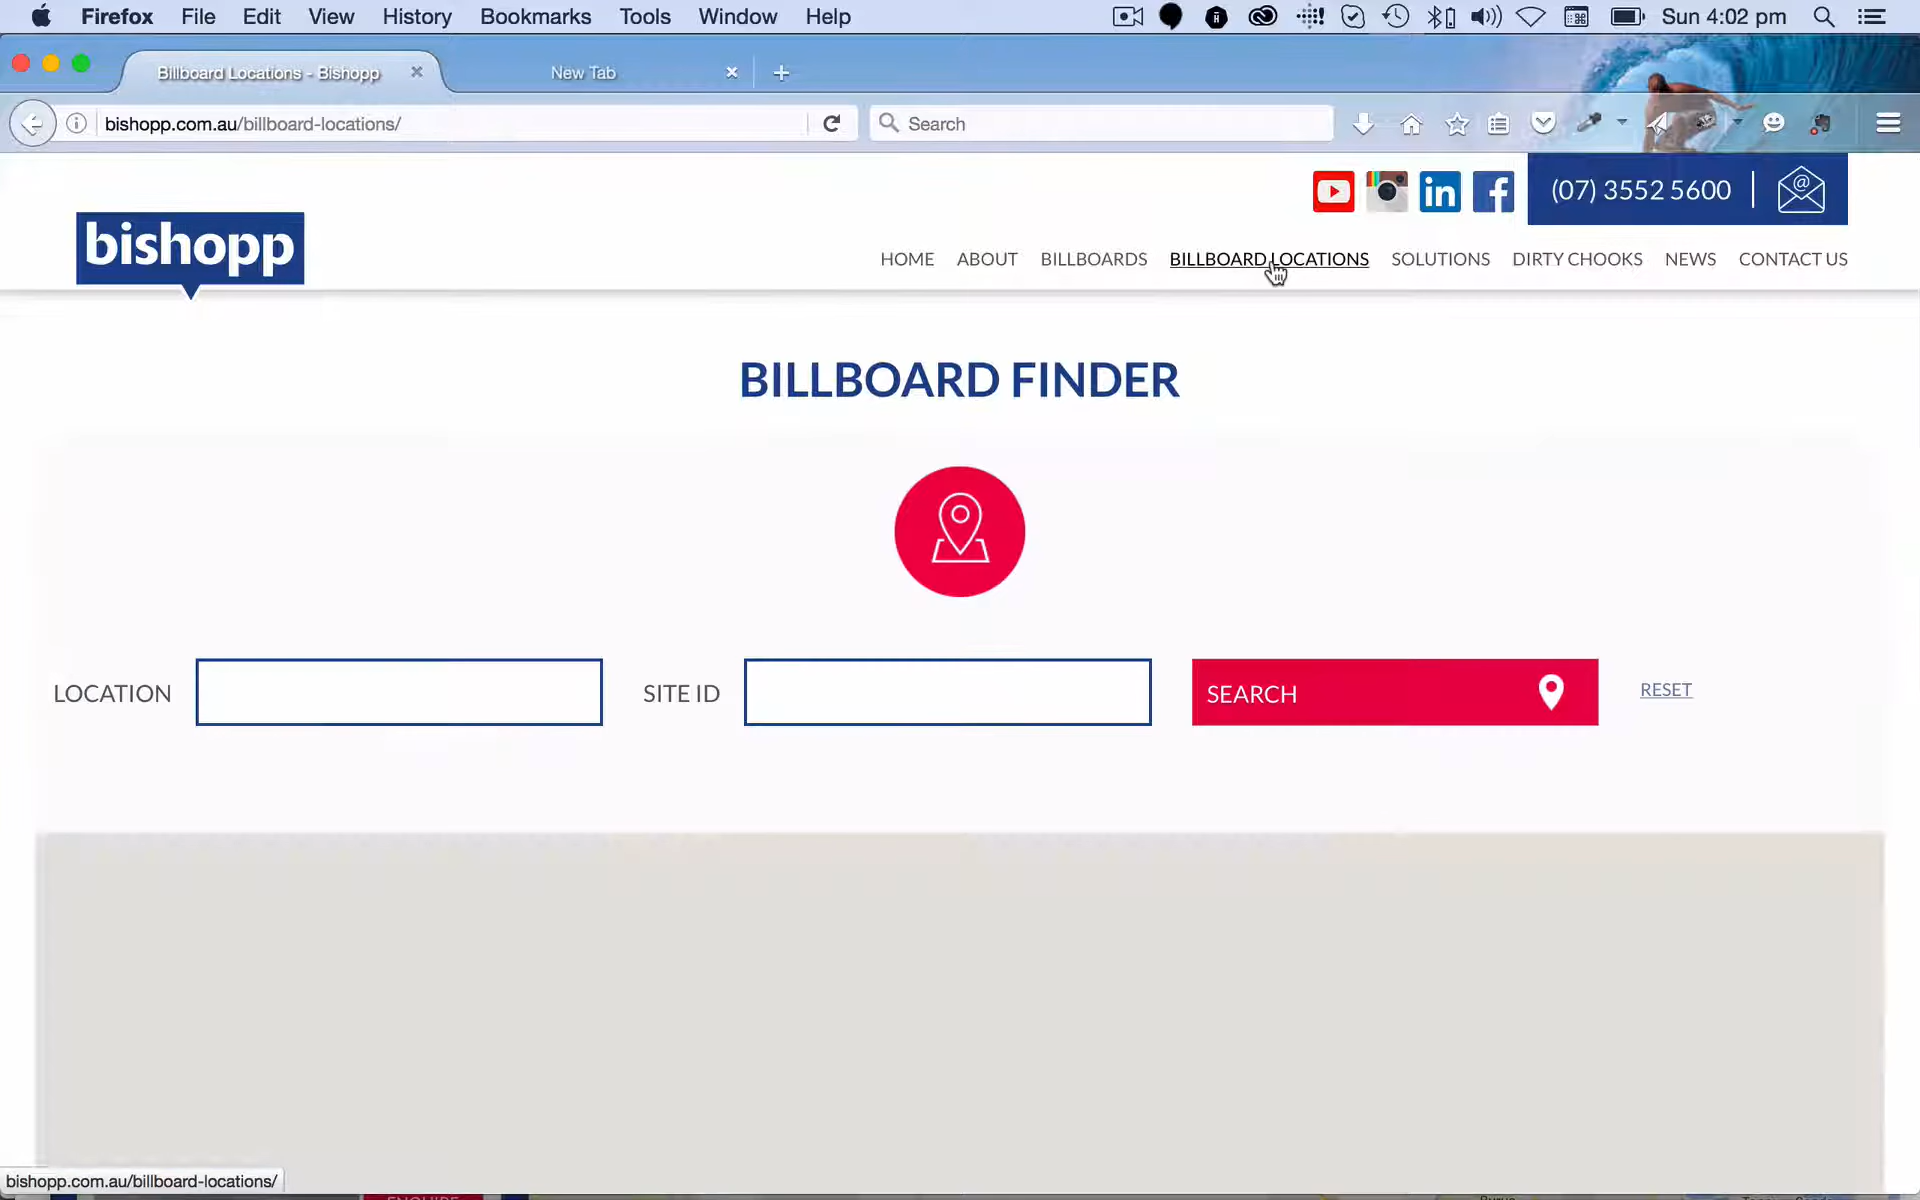 Firefox File Edit View History Bookmarks Tools Window Help Sun 4:02 pm
Billboard Locations - Bishopp New Tab
bishopp.com.au/billboard-locations/ Search
(07) 3552 5600
bishopp
HOME ABOUT BILLBOARDS BILLBOARD LOCATIONS SOLUTIONS DIRTY CHOOKS NEWS CONTACT US
BILLBOARD FINDER
LOCATION SITE ID SEARCH RESET
bishopp.com.au/billboard-locations/